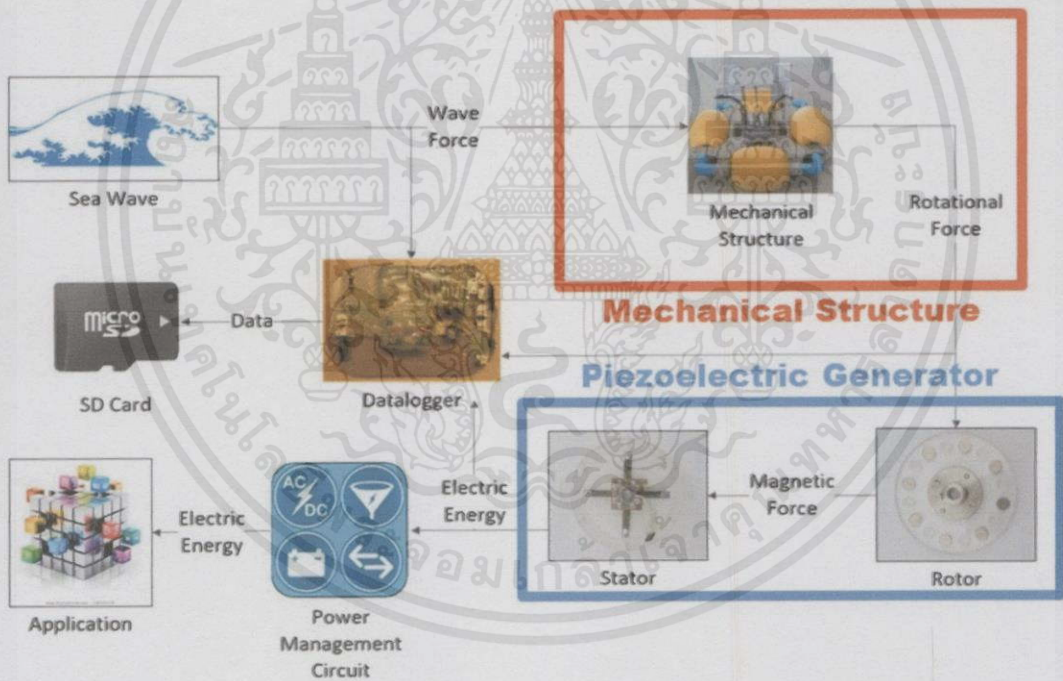 Wave
Force
Sea Wave
Mechanical
Structure
Rotational
Force
Mechanical Structure
Micro
SD
Data
SD Card
Datalogger
Piezoelectric Generator
AC
DC
Electric
Energy
Application
Power
Management
Circuit
Electric
Energy
Stator
Magnetic
Force
Rotor